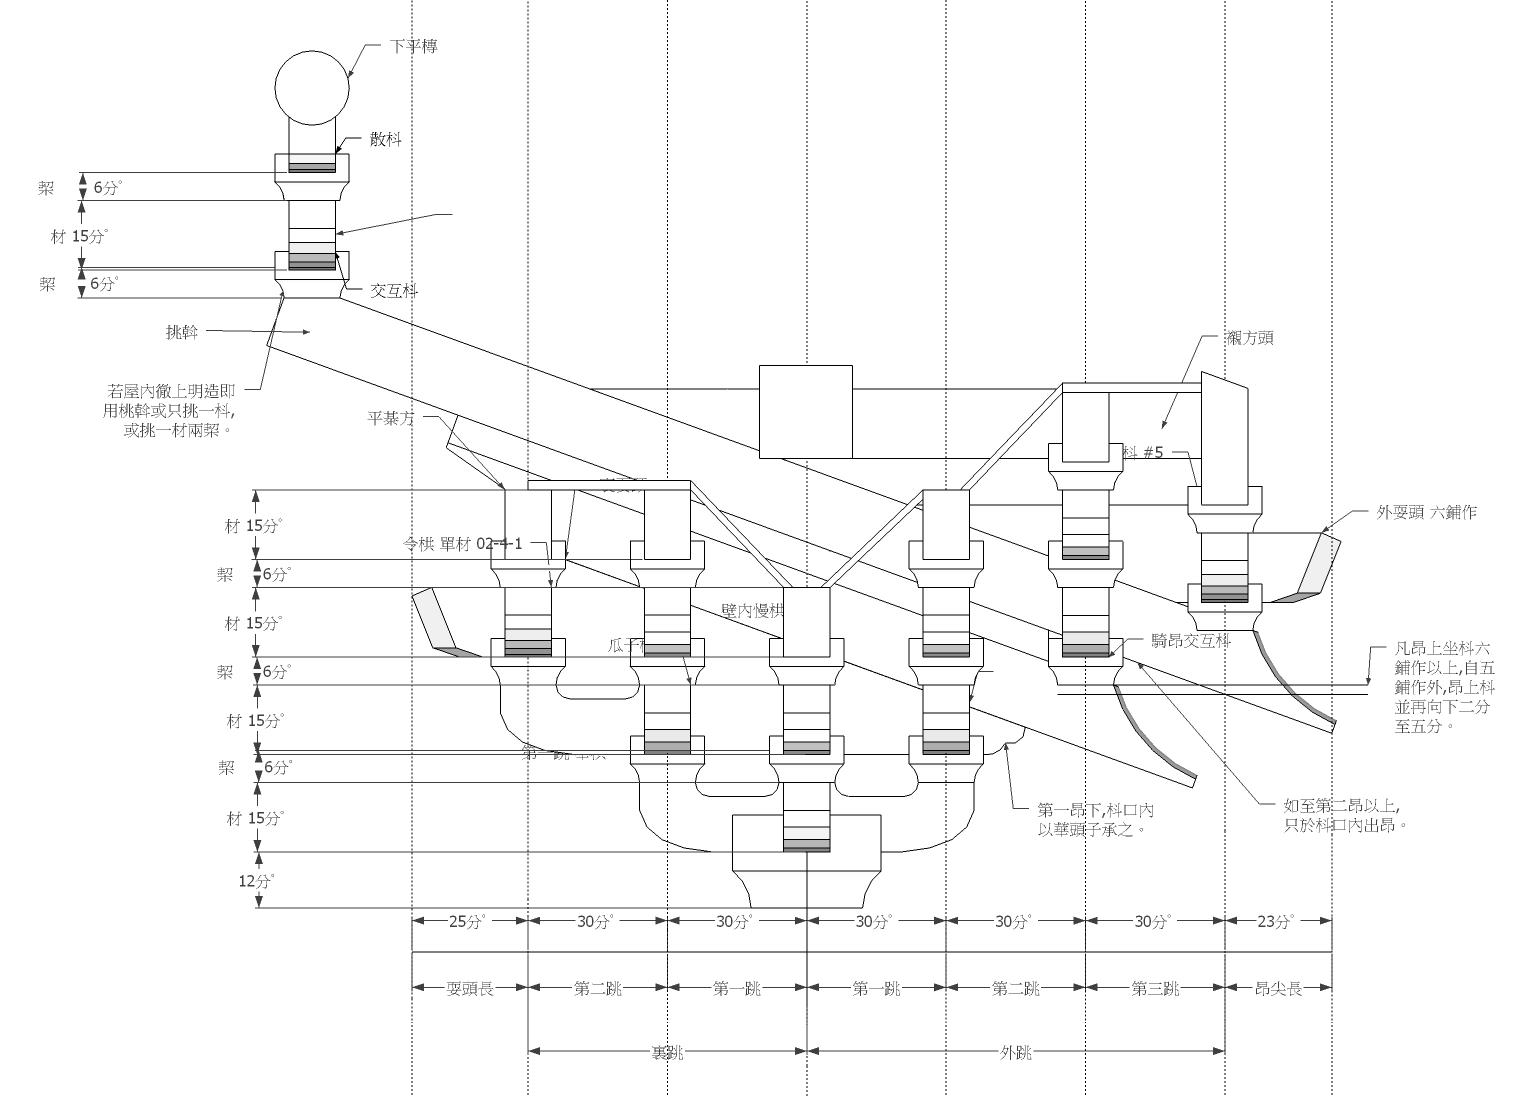 下平槫
散枓
栔 6分°
材 15分°
栔 6分°
交互枓
挑斡
若屋內徹上明造即
用桃斡或只挑一枓,
或挑一材兩栔。
平棊方
襯方頭
枓 #5
外耍頭 六鋪作
材 15分°
令栱 單材 02-4-1
栔 6分°
材 15分°
壁內慢栱
瓜子
騎昂交互枓
凡昂上坐枓六
鋪作以上,自五
鋪作外,昂上枓
並再向下二分
至五分。
栔 6分°
材 15分°
栔 6分°
第一昂下,枓口內
以華頭子承之。
如至第二昂以上,
只於枓口內出昂。
材 15分°
12分°
25分° 30分° 30分° 30分° 30分° 30分° 23分°
耍頭長 第二跳 第一跳 第一跳 第二跳 第三跳 昂尖長
裏跳 外跳